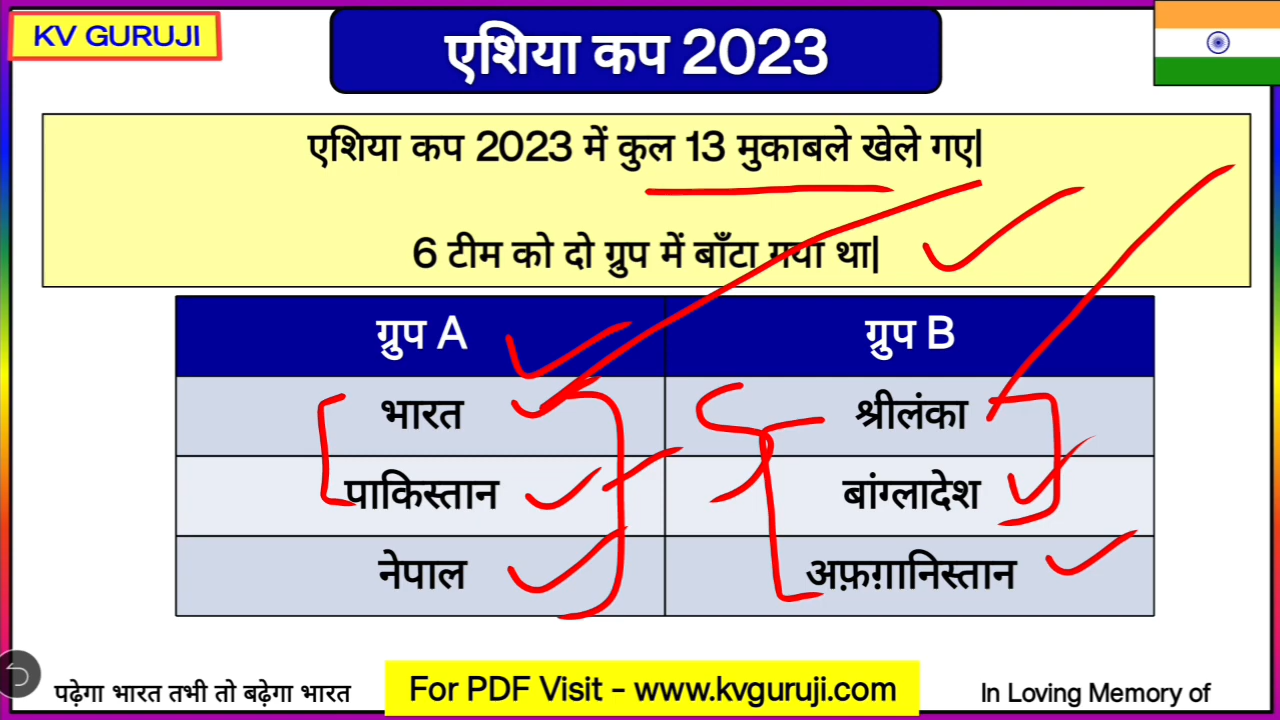 KV GURUJI
एशिया कप 2023
एशिया कप 2023 में कुल 13 मुकाबले खेले गए|
6 टीम को दो ग्रुप में बाँटा गया था|
ग्रुप A
ग्रुप B
भारत
श्रीलंका
पाकिस्तान
बांग्लादेश
नेपाल
अफ़ग़ानिस्तान
पढ़ेगा भारत तभी तो बढ़ेगा भारत
For PDF Visit - www.kvguruji.com
In Loving Memory of